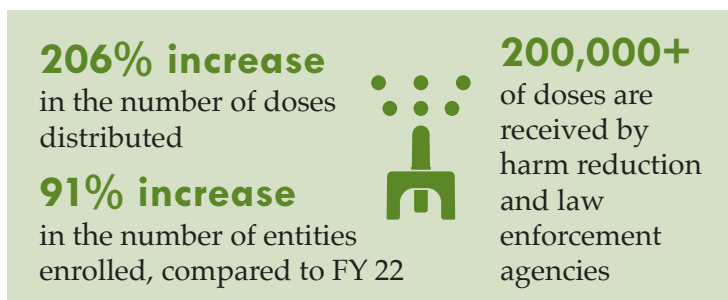 206% increase
in the number of doses
distributed
91% increase
in the number of entities
enrolled, compared to FY 22
200,000+
of doses are
received by
harm reduction
and law
enforcement
agencies